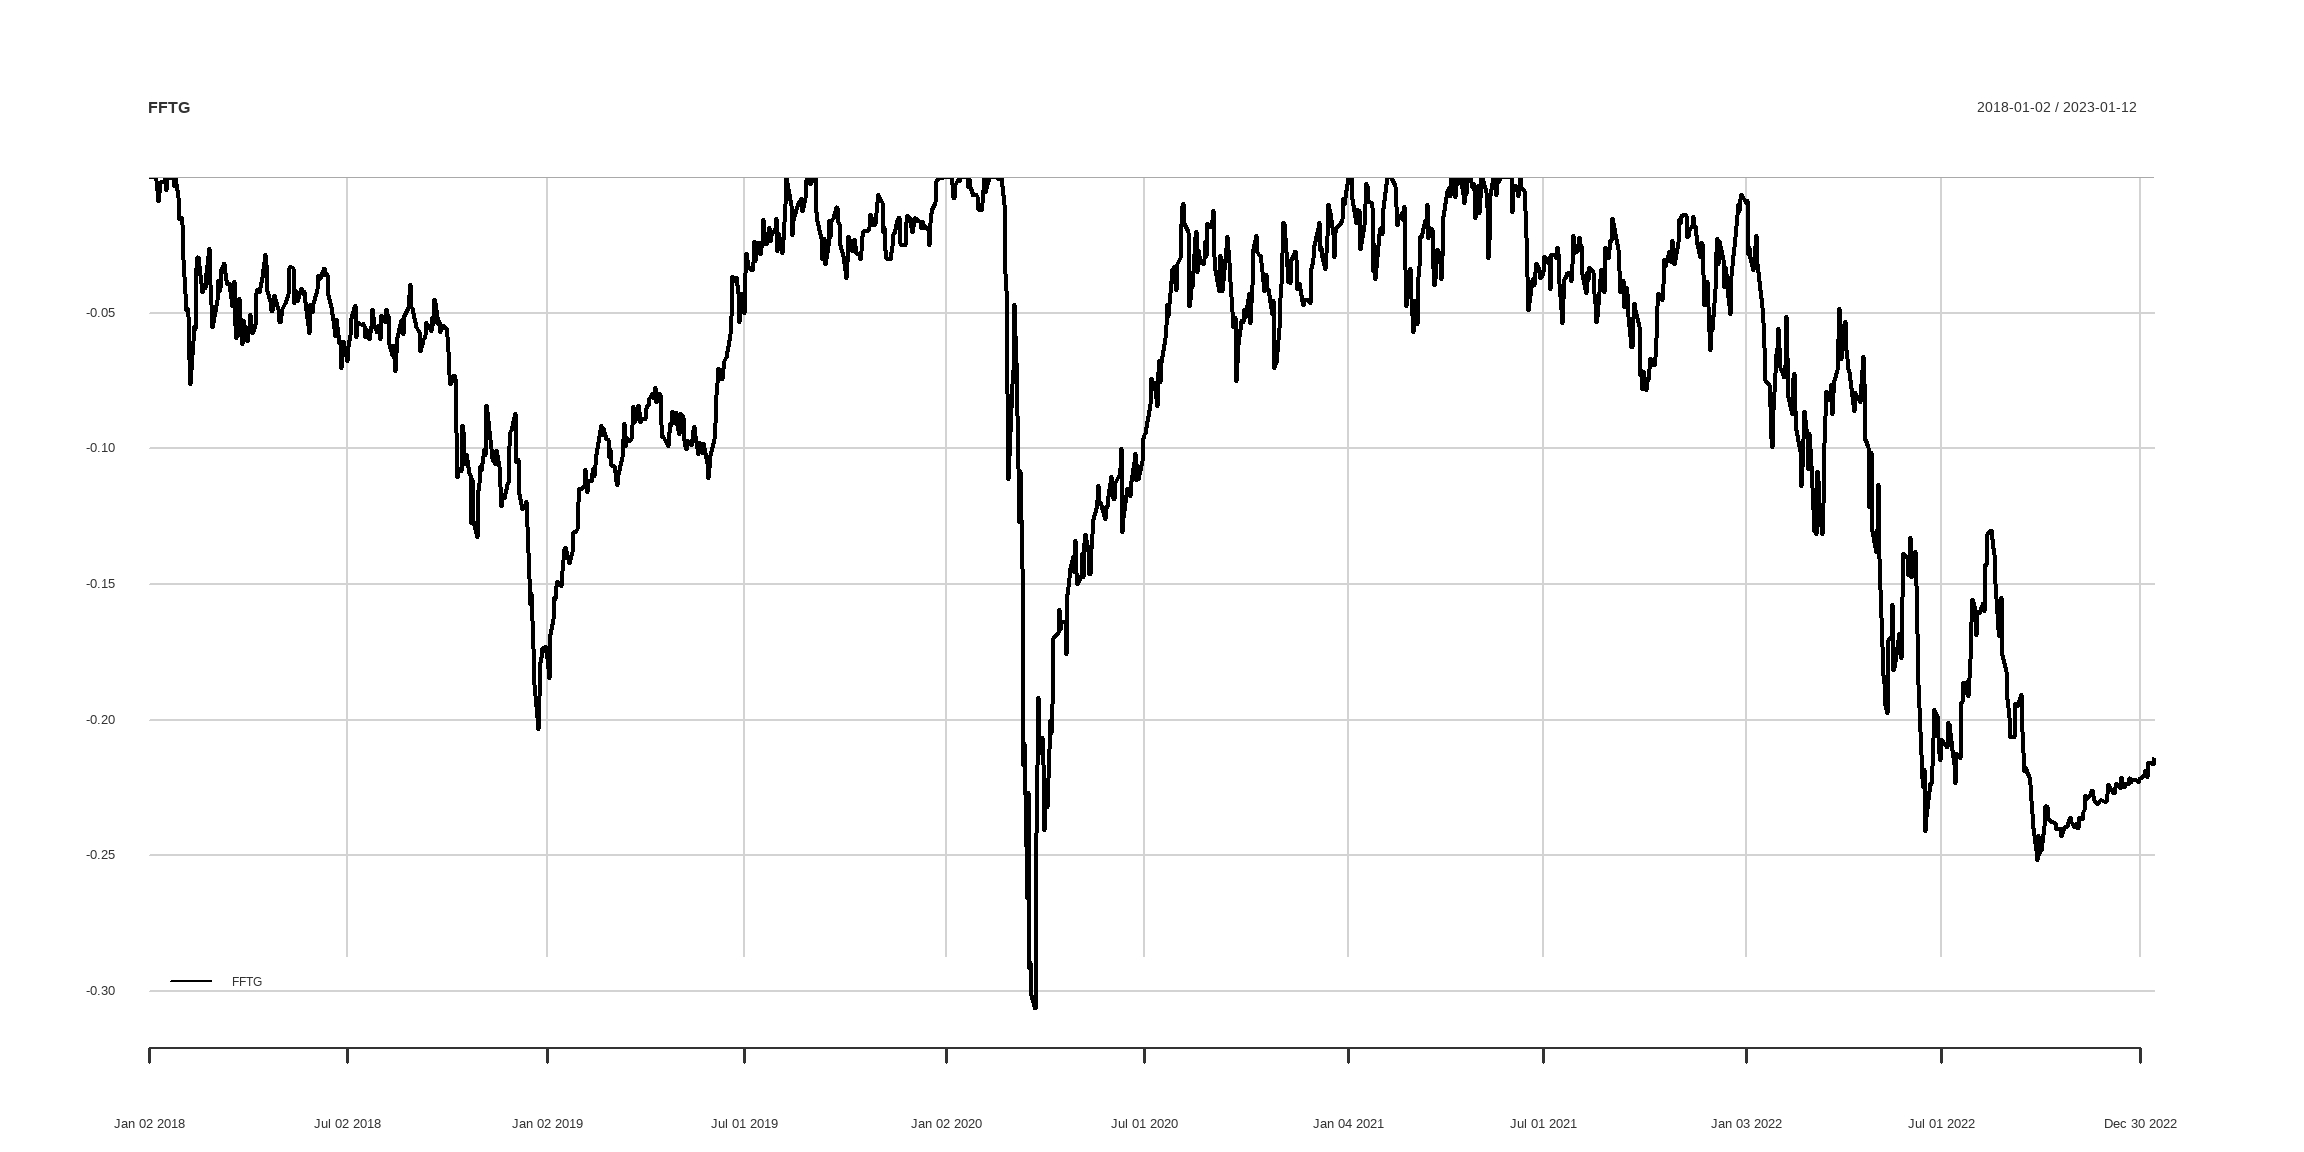 FFTG
2018-01-02 / 2023-01-12
-0.05
-0.10
-0.15
-0.20
-0.25
-0.30
FFTG
Jan 02 2018
Jul 02 2018
Jan 02 2019
Jul 01 2019
Jan 02 2020
Jul 01 2020
Jan 04 2021
Jul 01 2021
Jan 03 2022
Jul 01 2022
Dec 30 2022